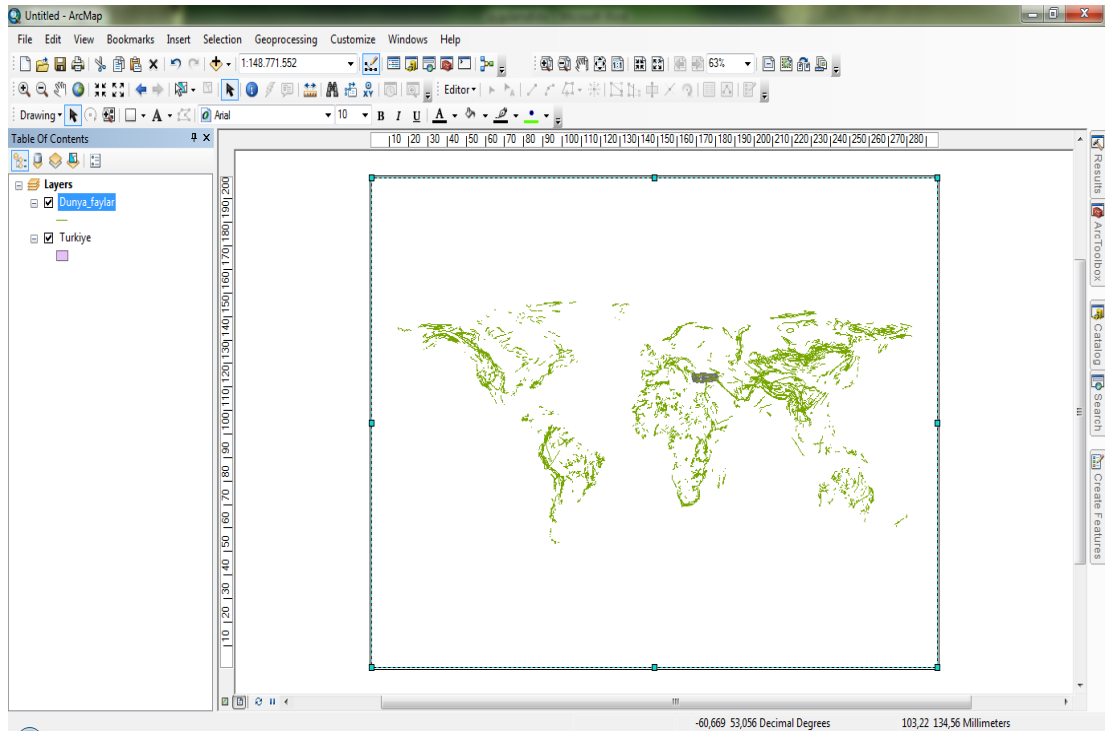 Untitled - ArcMap
File Edit View Bookmarks Insert Selection Geoprocessing Customize Windows Help
1:148.771.552 63%
Editor
Drawing A Arial 10 B I U A
Table Of Contents
Layers
Dunya_faylar
Turkiye
|10 |20 |30 |40 |50 |60 |70 |80 |90 |100|110|120|130|140|150|160|170|180|190|200|210|220|230|240|250|260|270|280|
|10 |20 |30 |40 |50 |60 |70 |80 |90 |100|110|120|130|140|150|160|170|180|190|200
Results
ArcToolbox
Catalog
Search
Create Features
-60,669 53,056 Decimal Degrees 103,22 134,56 Millimeters